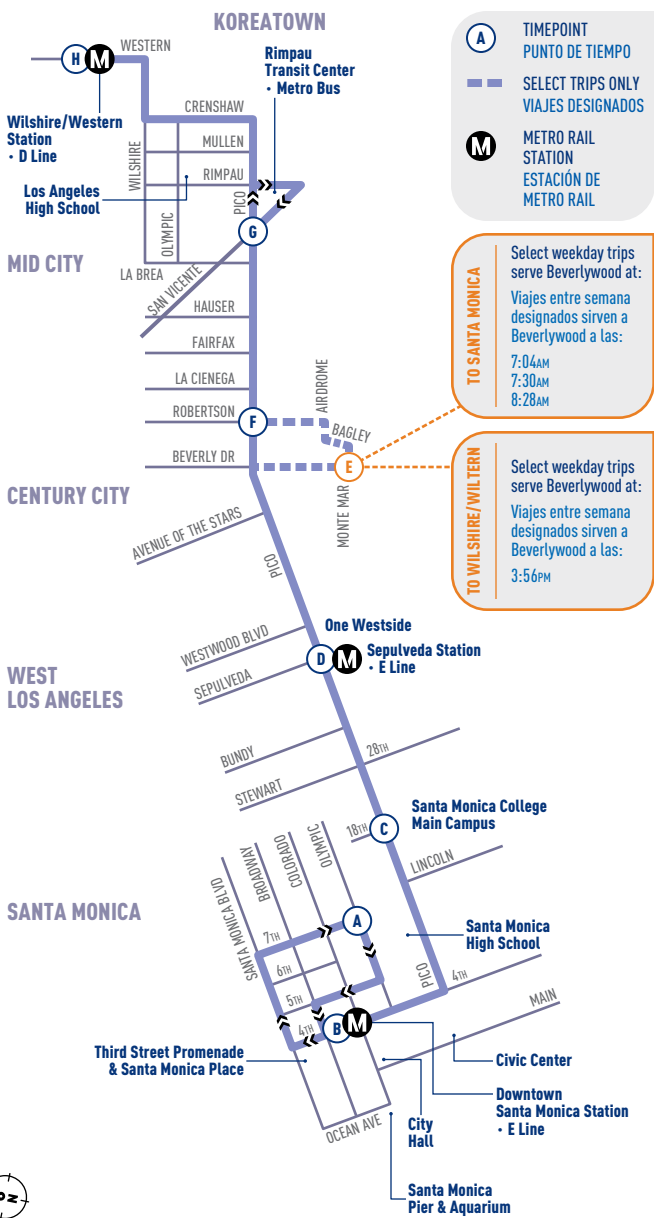 KOREATOWN
WESTERN
H
M
Wilshire/Western
Station
• D Line
Rimpau
Transit Center
• Metro Bus
CRENSHAW
MULLEN
RIMPAU
WILSHIRE
OLYMPIC
PICO
Los Angeles
High School
G
MID CITY
LA BREA
SAN VICENTE
HAUSER
FAIRFAX
LA CIENEGA
ROBERTSON
F
AIRDROME
BAGLEY
BEVERLY DR
E
MONTE MAR
CENTURY CITY
AVENUE OF THE STARS
PICO
One Westside
WESTWOOD BLVD
D
M
Sepulveda Station
• E Line
SEPULVEDA
WEST
LOS ANGELES
BUNDY
28TH
STEWART
Santa Monica College
Main Campus
18TH
C
LINCOLN
OLYMPIC
COLORADO
BROADWAY
SANTA MONICA BLVD
SANTA MONICA
A
7TH
6TH
5TH
4TH
Santa Monica
High School
PICO
4TH
MAIN
B
M
Third Street Promenade
& Santa Monica Place
Civic Center
Downtown
Santa Monica Station
• E Line
City
Hall
OCEAN AVE
Santa Monica
Pier & Aquarium
N
A
TIMEPOINT
PUNTO DE TIEMPO
SELECT TRIPS ONLY
VIAJES DESIGNADOS
M
METRO RAIL
STATION
ESTACIÓN DE
METRO RAIL
TO SANTA MONICA
Select weekday trips
serve Beverlywood at:
Viajes entre semana
designados sirven a
Beverlywood a las:
7:04AM
7:30AM
8:28AM
TO WILSHIRE/WILTERN
Select weekday trips
serve Beverlywood at:
Viajes entre semana
designados sirven a
Beverlywood a las:
3:56PM